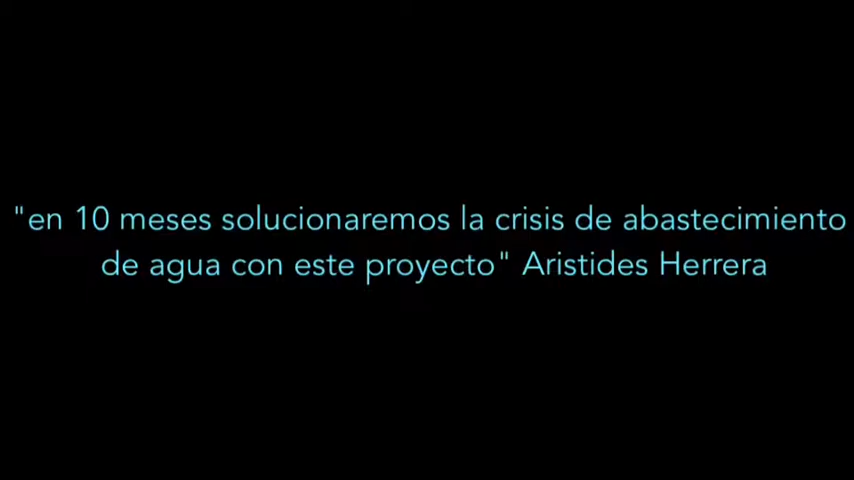 "en 10 meses solucionaremos la crisis de abastecimiento
de agua con este proyecto" Aristides Herrera